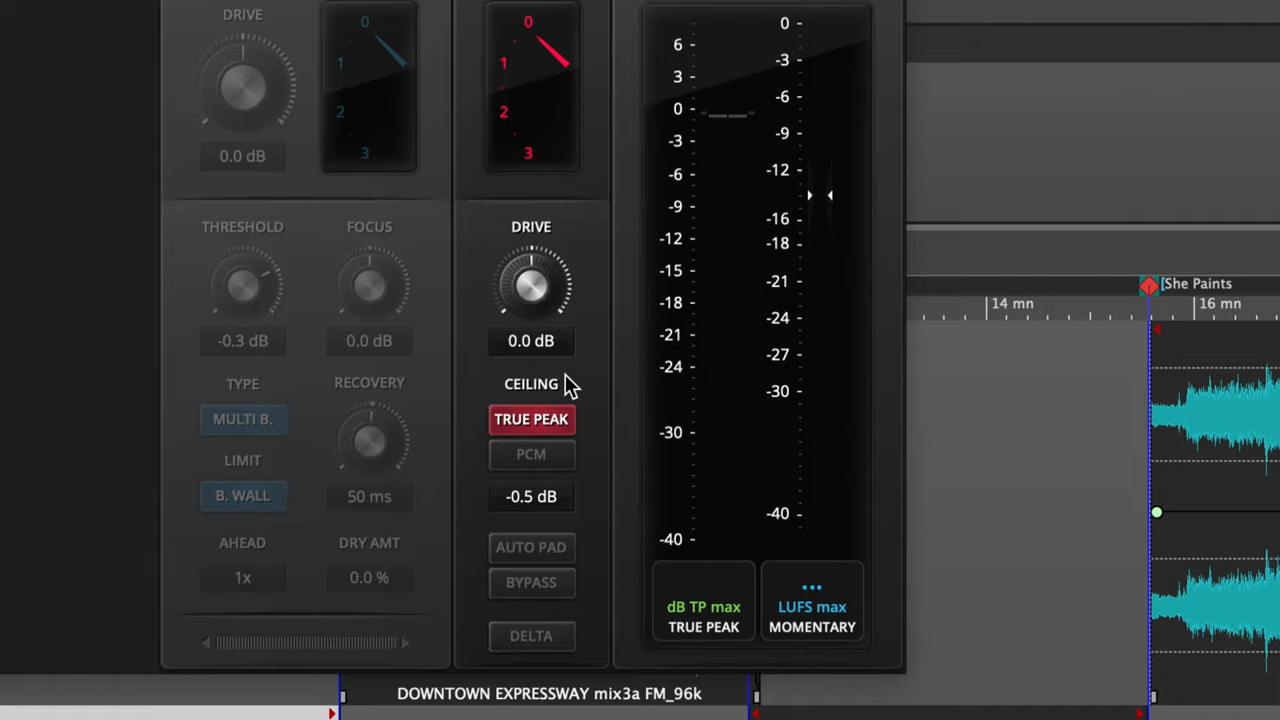 DRIVE
0
1
2
3
0.0 dB
THRESHOLD
FOCUS
-0.3 dB
0.0 dB
TYPE
RECOVERY
MULTI B.
LIMIT
B. WALL
50 ms
AHEAD
DRY AMT
1x
0.0 %
0
1
2
3
DRIVE
0.0 dB
CEILING
TRUE PEAK
PCM
-0.5 dB
AUTO PAD
BYPASS
DELTA
6
3
0
-3
-6
-9
-12
-15
-18
-21
-24
-30
-40
0
-3
-6
-9
-12
-16
-18
-21
-24
-27
-30
-40
dB TP max
TRUE PEAK
...
LUFS max
MOMENTARY
[She Paints
14 mn
16 mn
DOWNTOWN EXPRESSWAY mix3a FM_96k